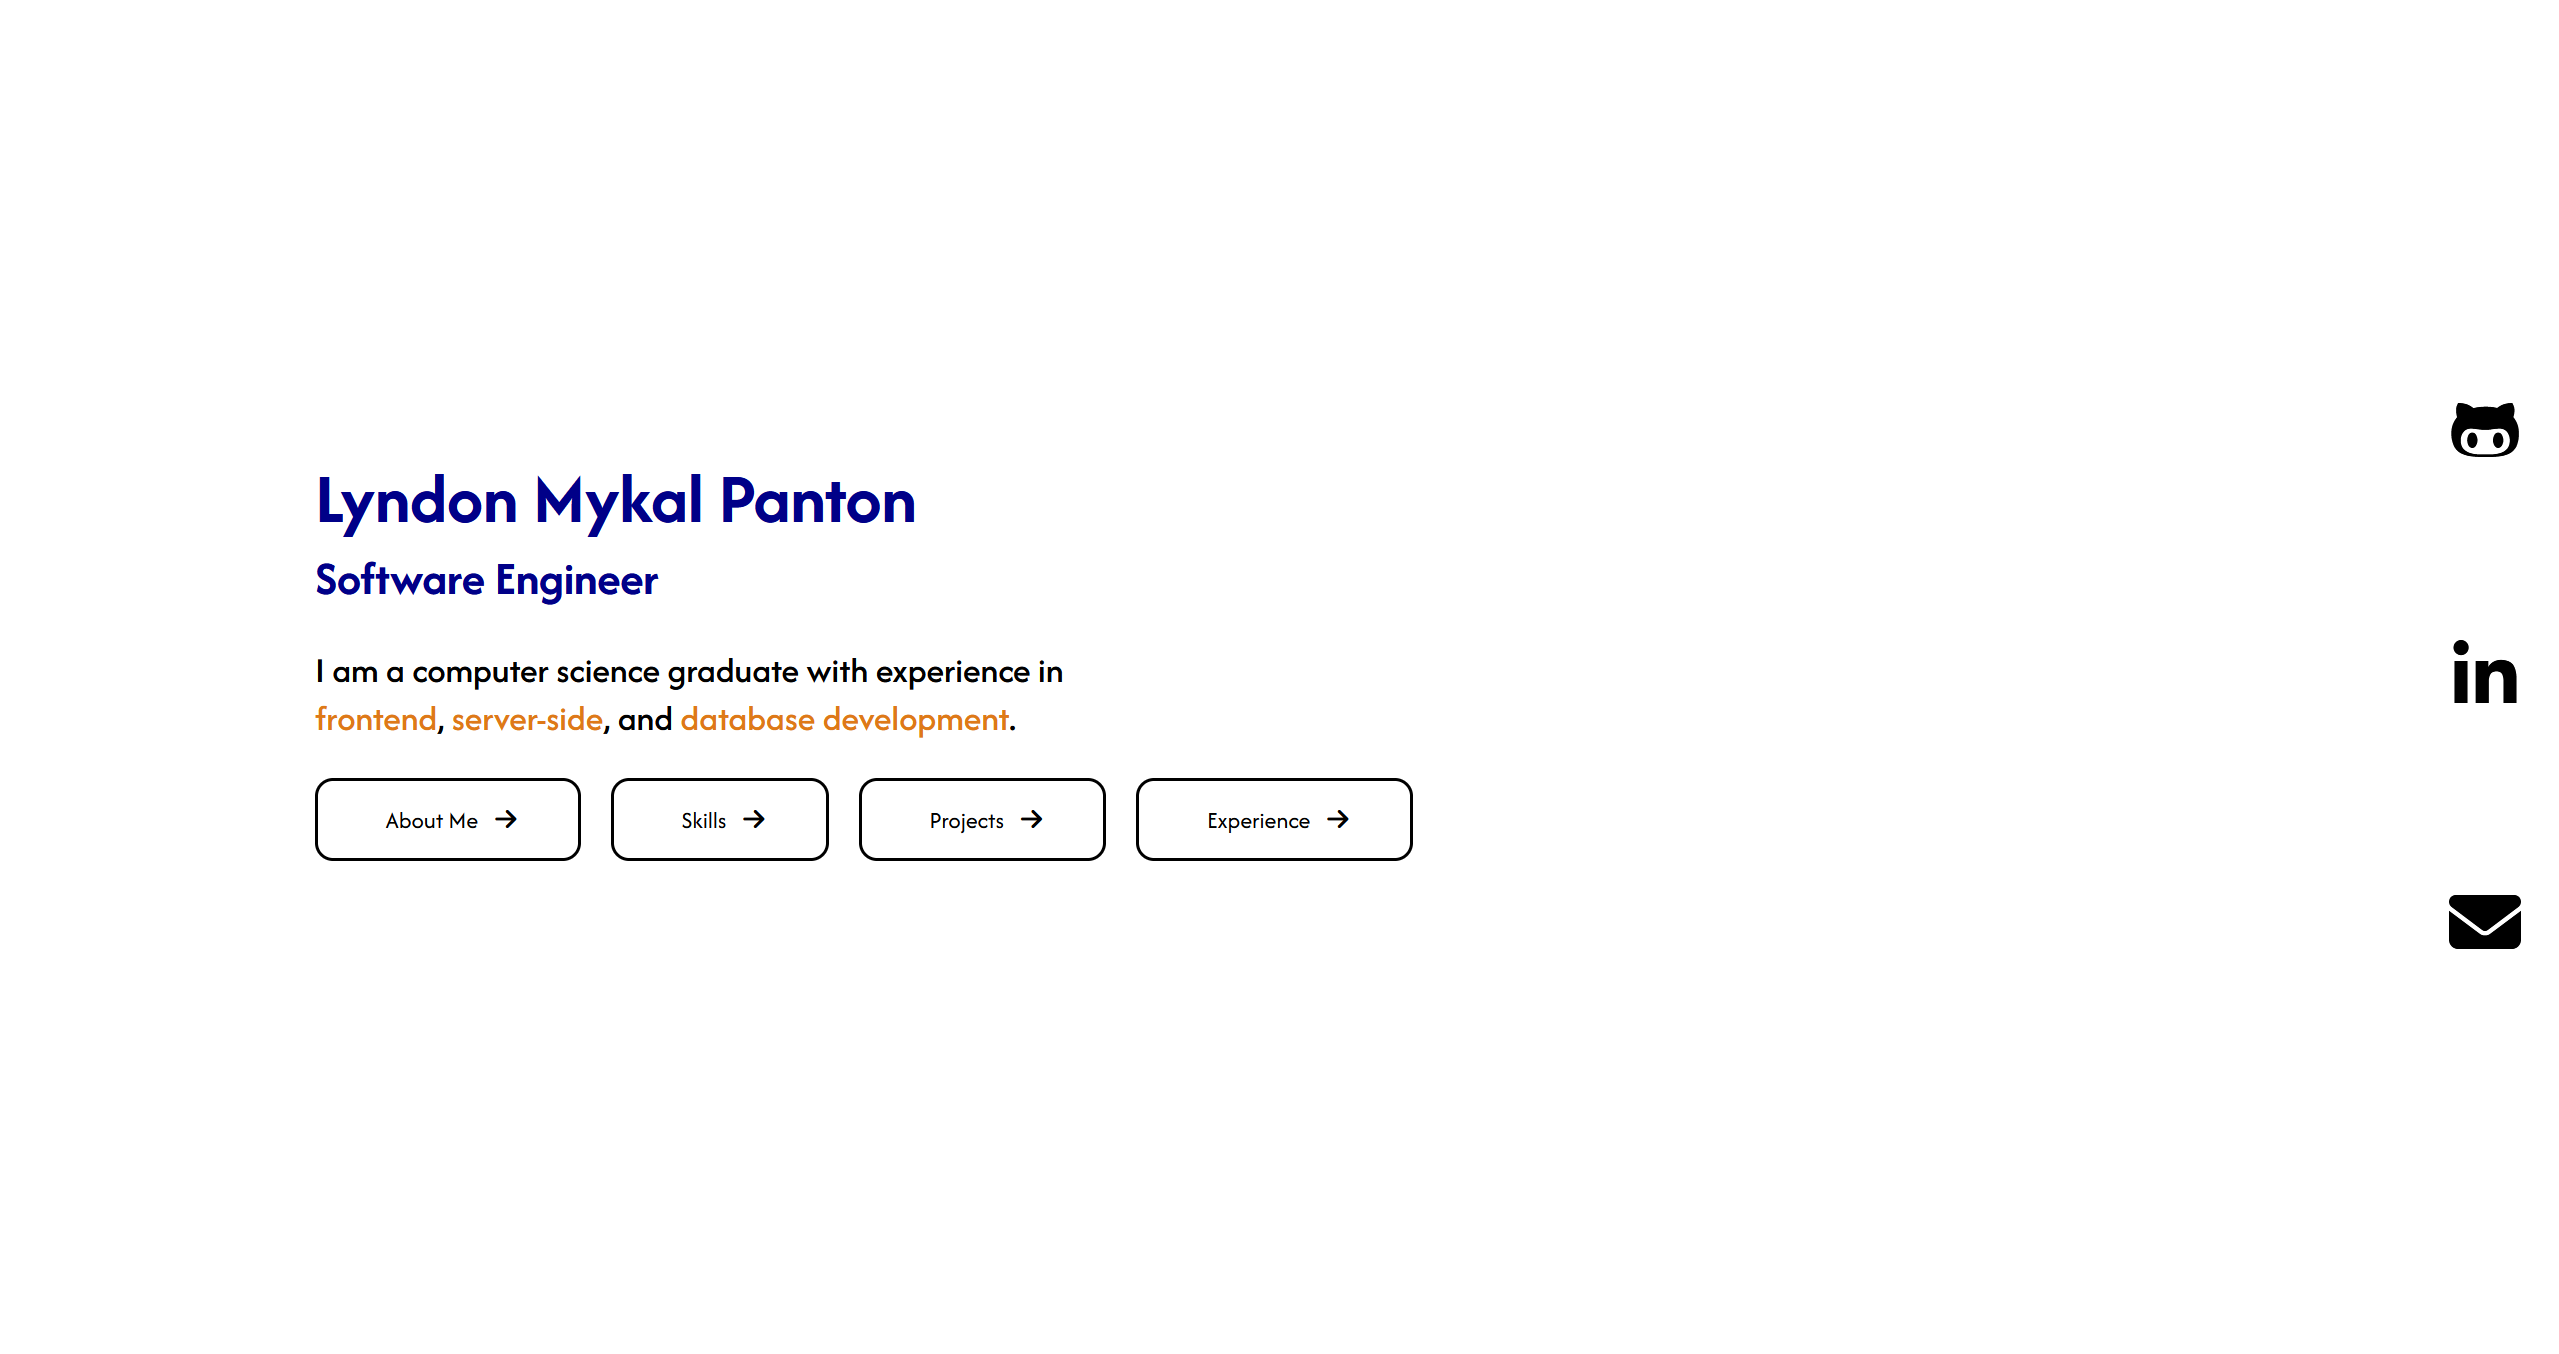 Lyndon Mykal Panton
Software Engineer
I am a computer science graduate with experience in
frontend, server-side, and database development.
About Me
Skills
Projects
Experience
in